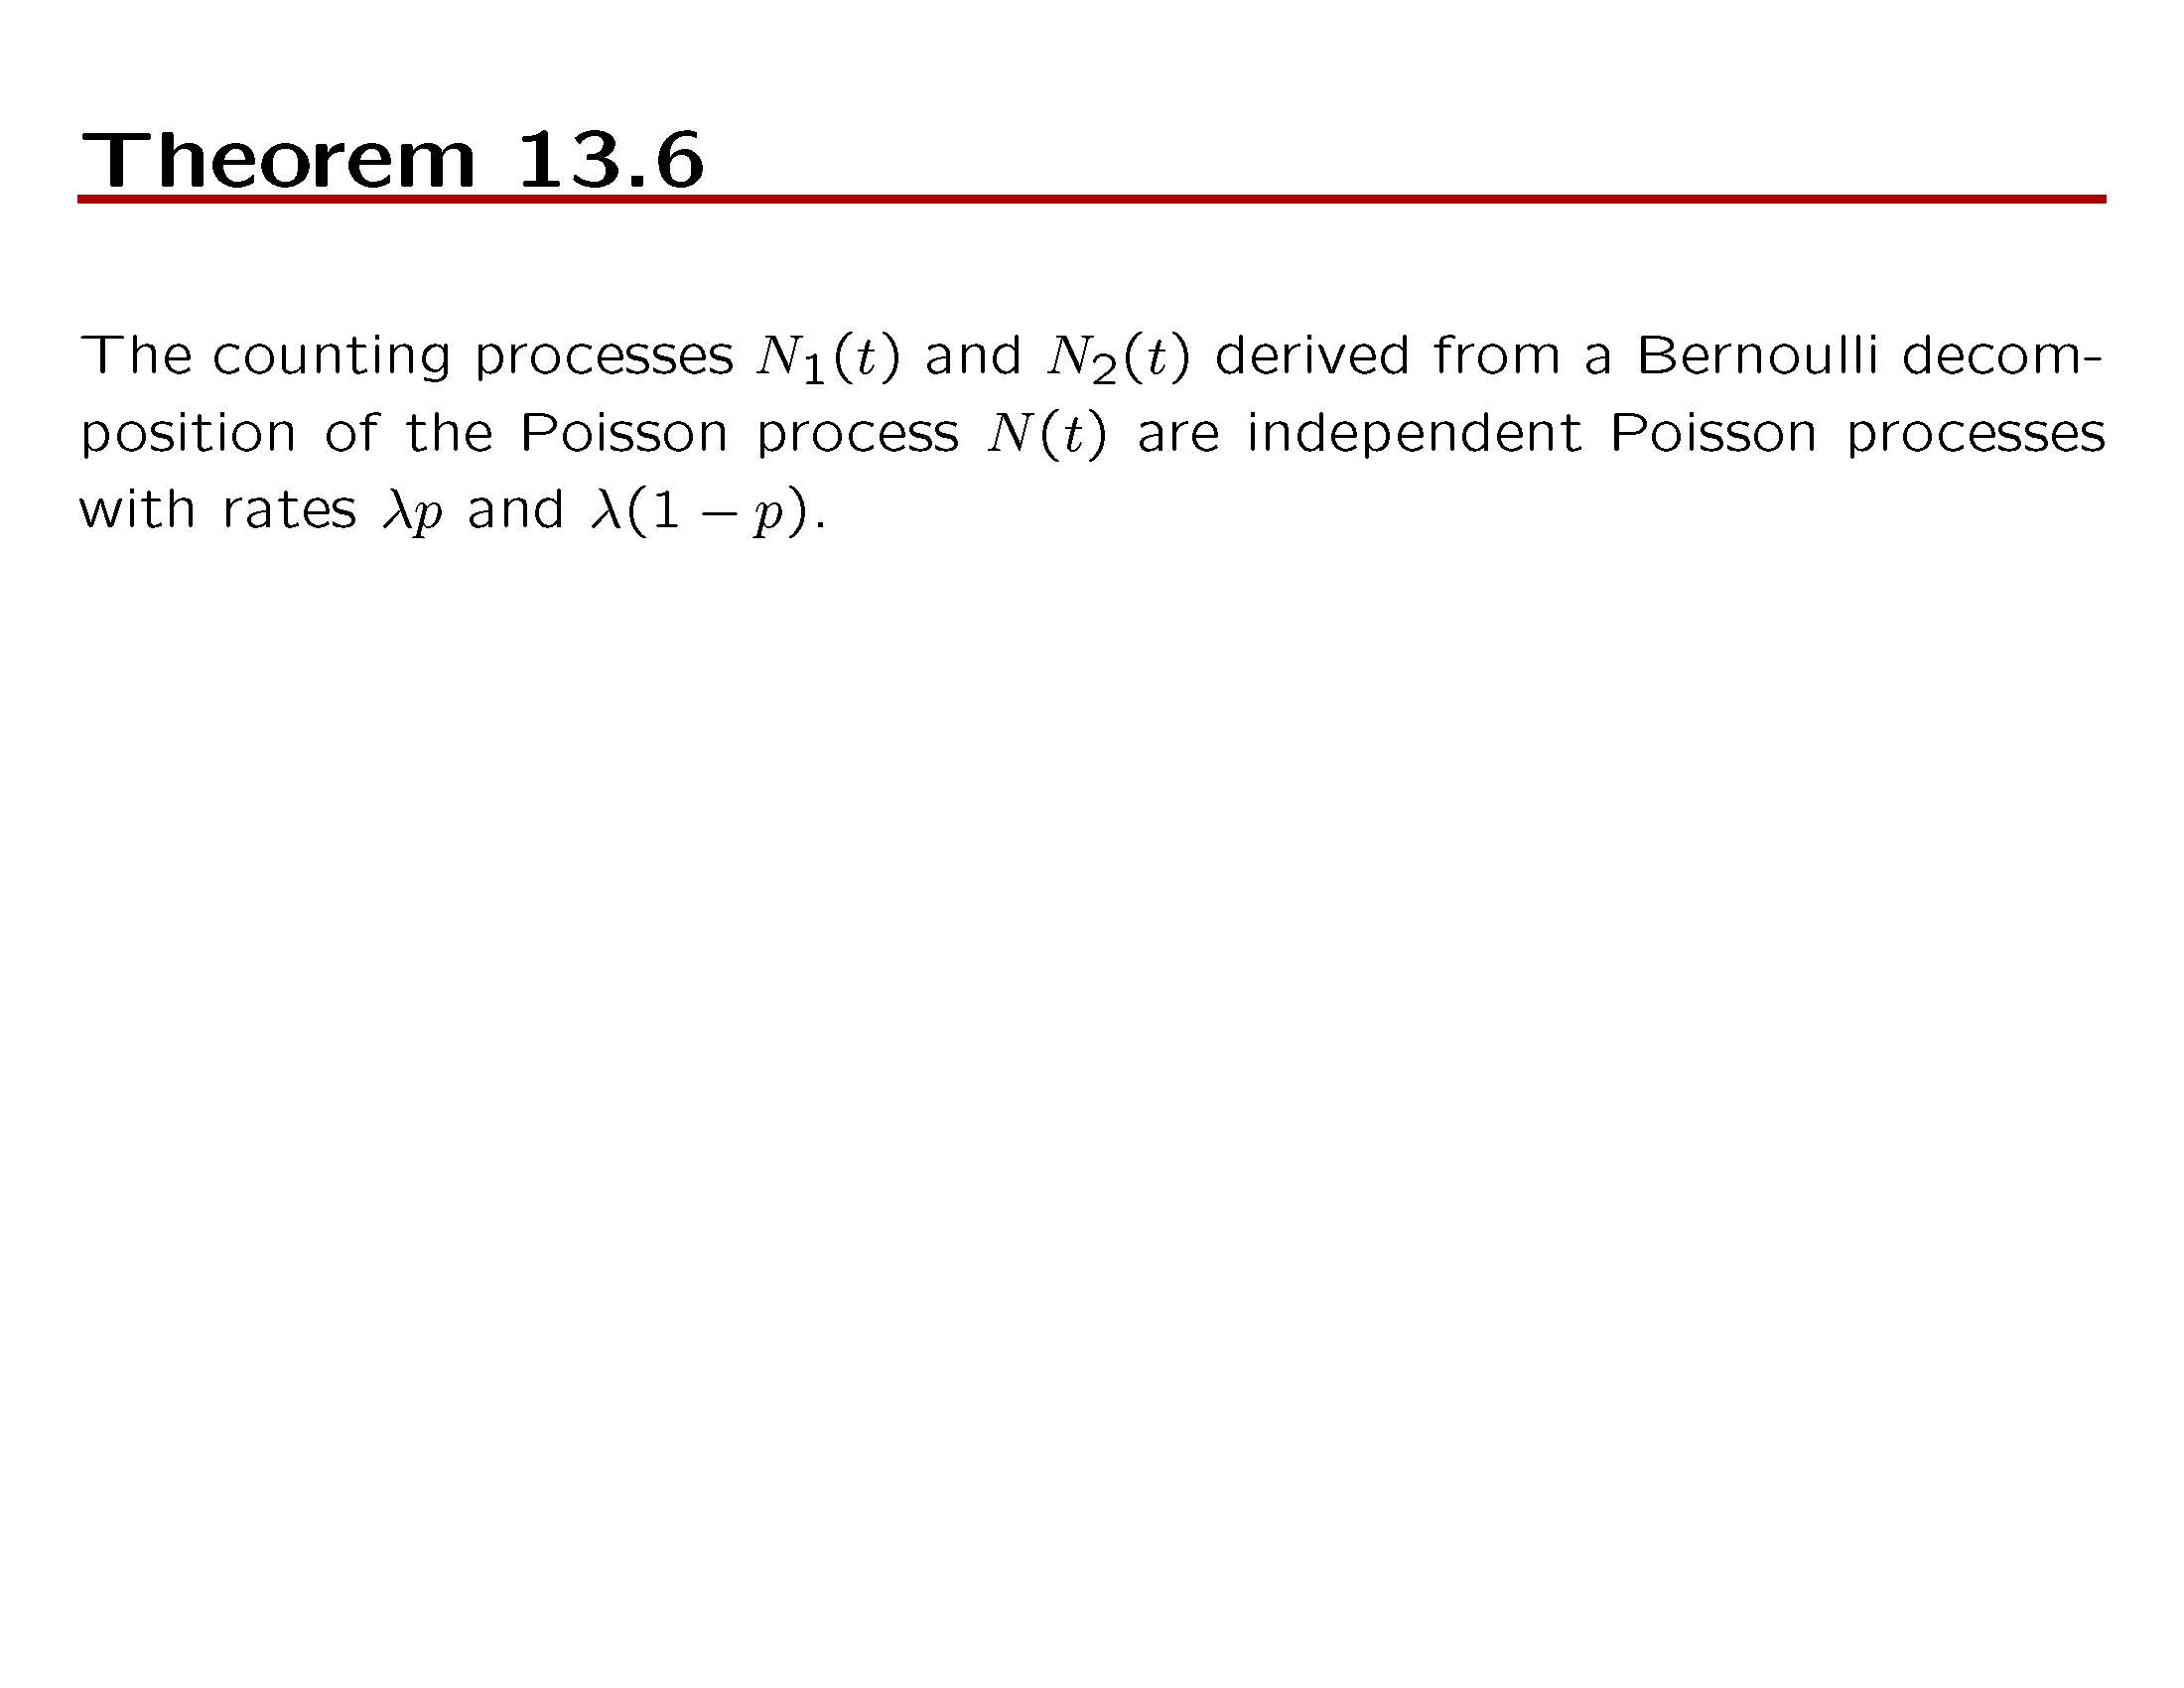 Theorem 13.6
The counting processes N₁(t) and N₂(t) derived from a Bernoulli decom-
position of the Poisson process N(t) are independent Poisson processes
with rates λp and λ(1 − p).